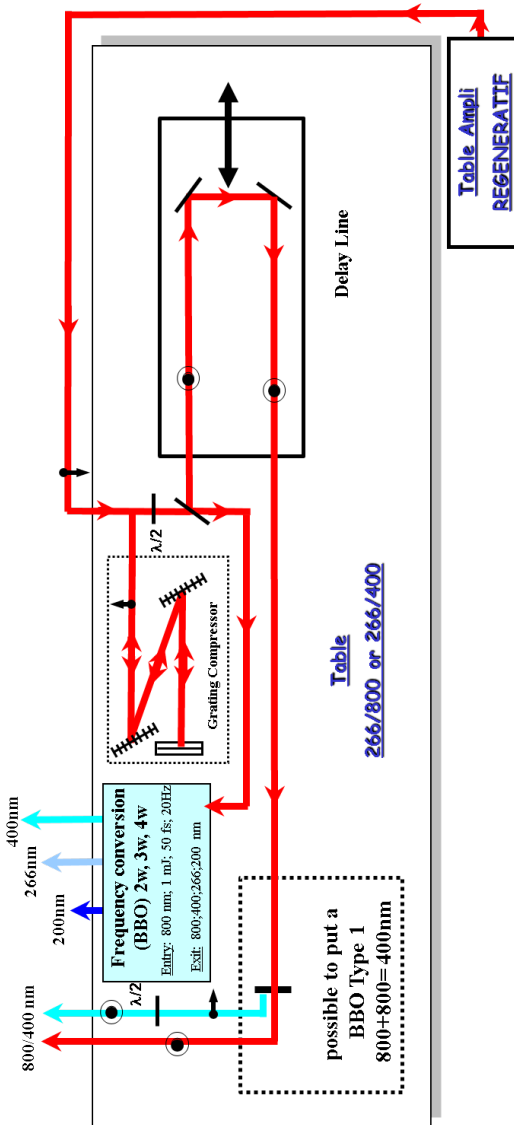 Table Ampli
REGENERATIF
Delay Line
λ/2
Grating Compressor
Table
266/800 or 266/400
400nm
266nm
200nm
Frequency conversion
(BBO) 2w, 3w, 4w
Entry: 800 nm; 1 mJ; 50 fs; 20Hz
Exit: 800;400;266;200 nm
λ/2
800/400 nm
possible to put a
BBO Type 1
800+800= 400nm